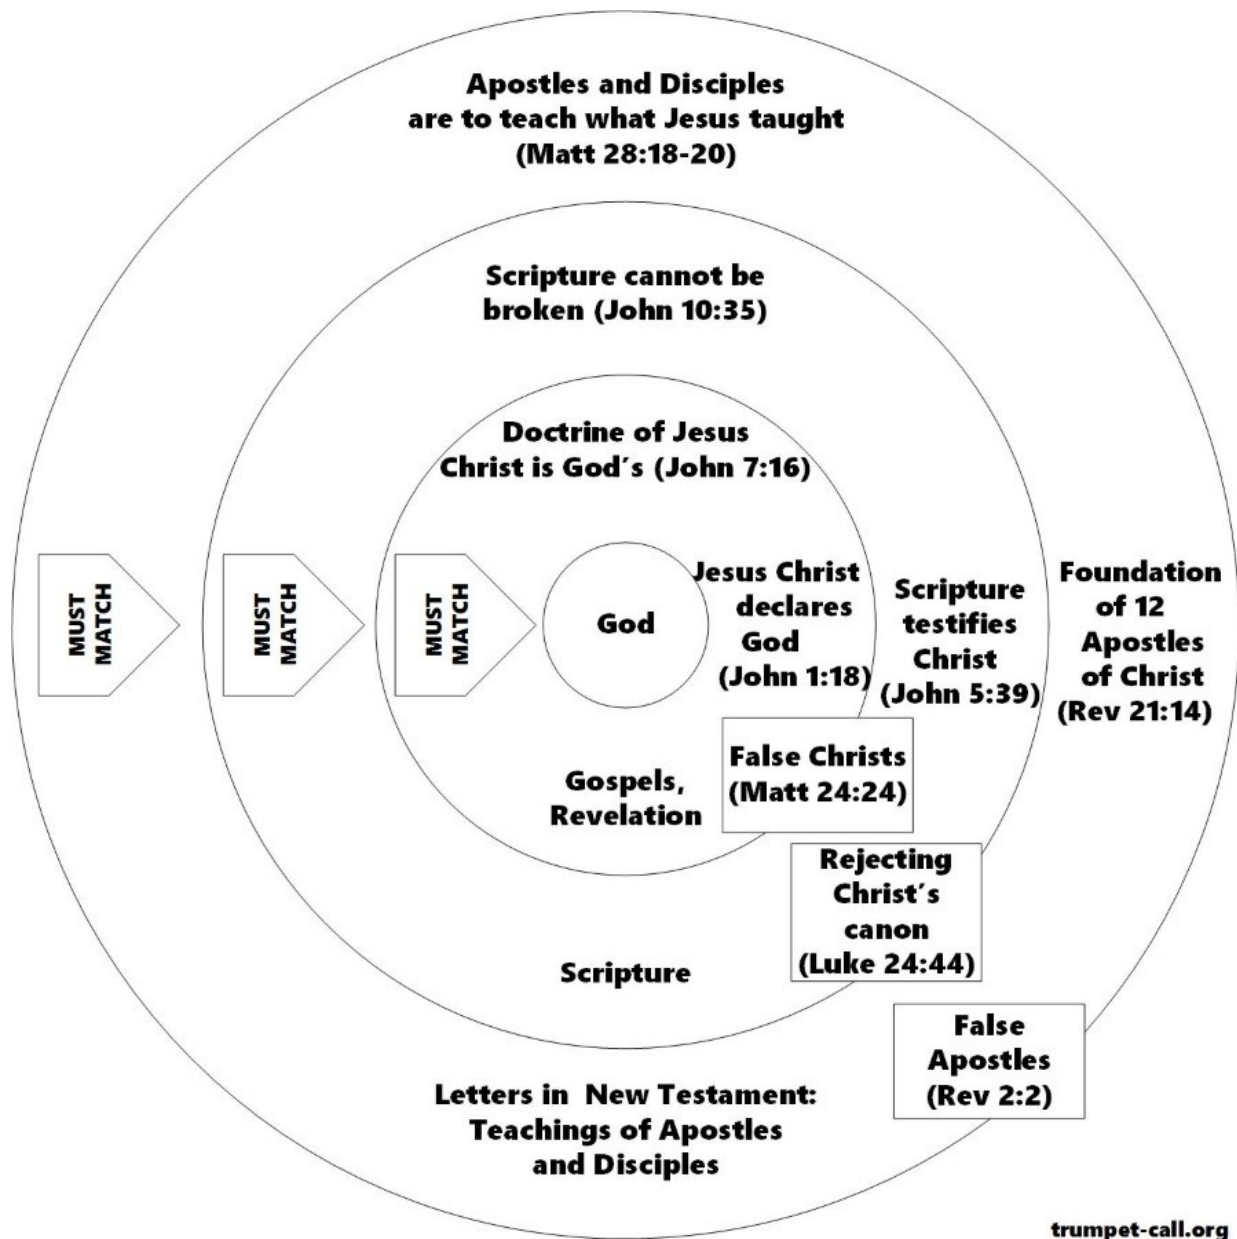 Apostles and Disciples
are to teach what Jesus taught
(Matt 28:18-20)
Scripture cannot be
broken (John 10:35)
Doctrine of Jesus
Christ is God´s (John 7:16)
MUST
MATCH
MUST
MATCH
MUST
MATCH
God
Jesus Christ
declares
God
(John 1:18)
Scripture
testifies
Christ
(John 5:39)
Foundation
of 12
Apostles
of Christ
(Rev 21:14)
False Christs
(Matt 24:24)
Gospels,
Revelation
Rejecting
Christ´s
canon
(Luke 24:44)
Scripture
False
Apostles
(Rev 2:2)
Letters in  New Testament:
Teachings of Apostles
and Disciples
trumpet-call.org